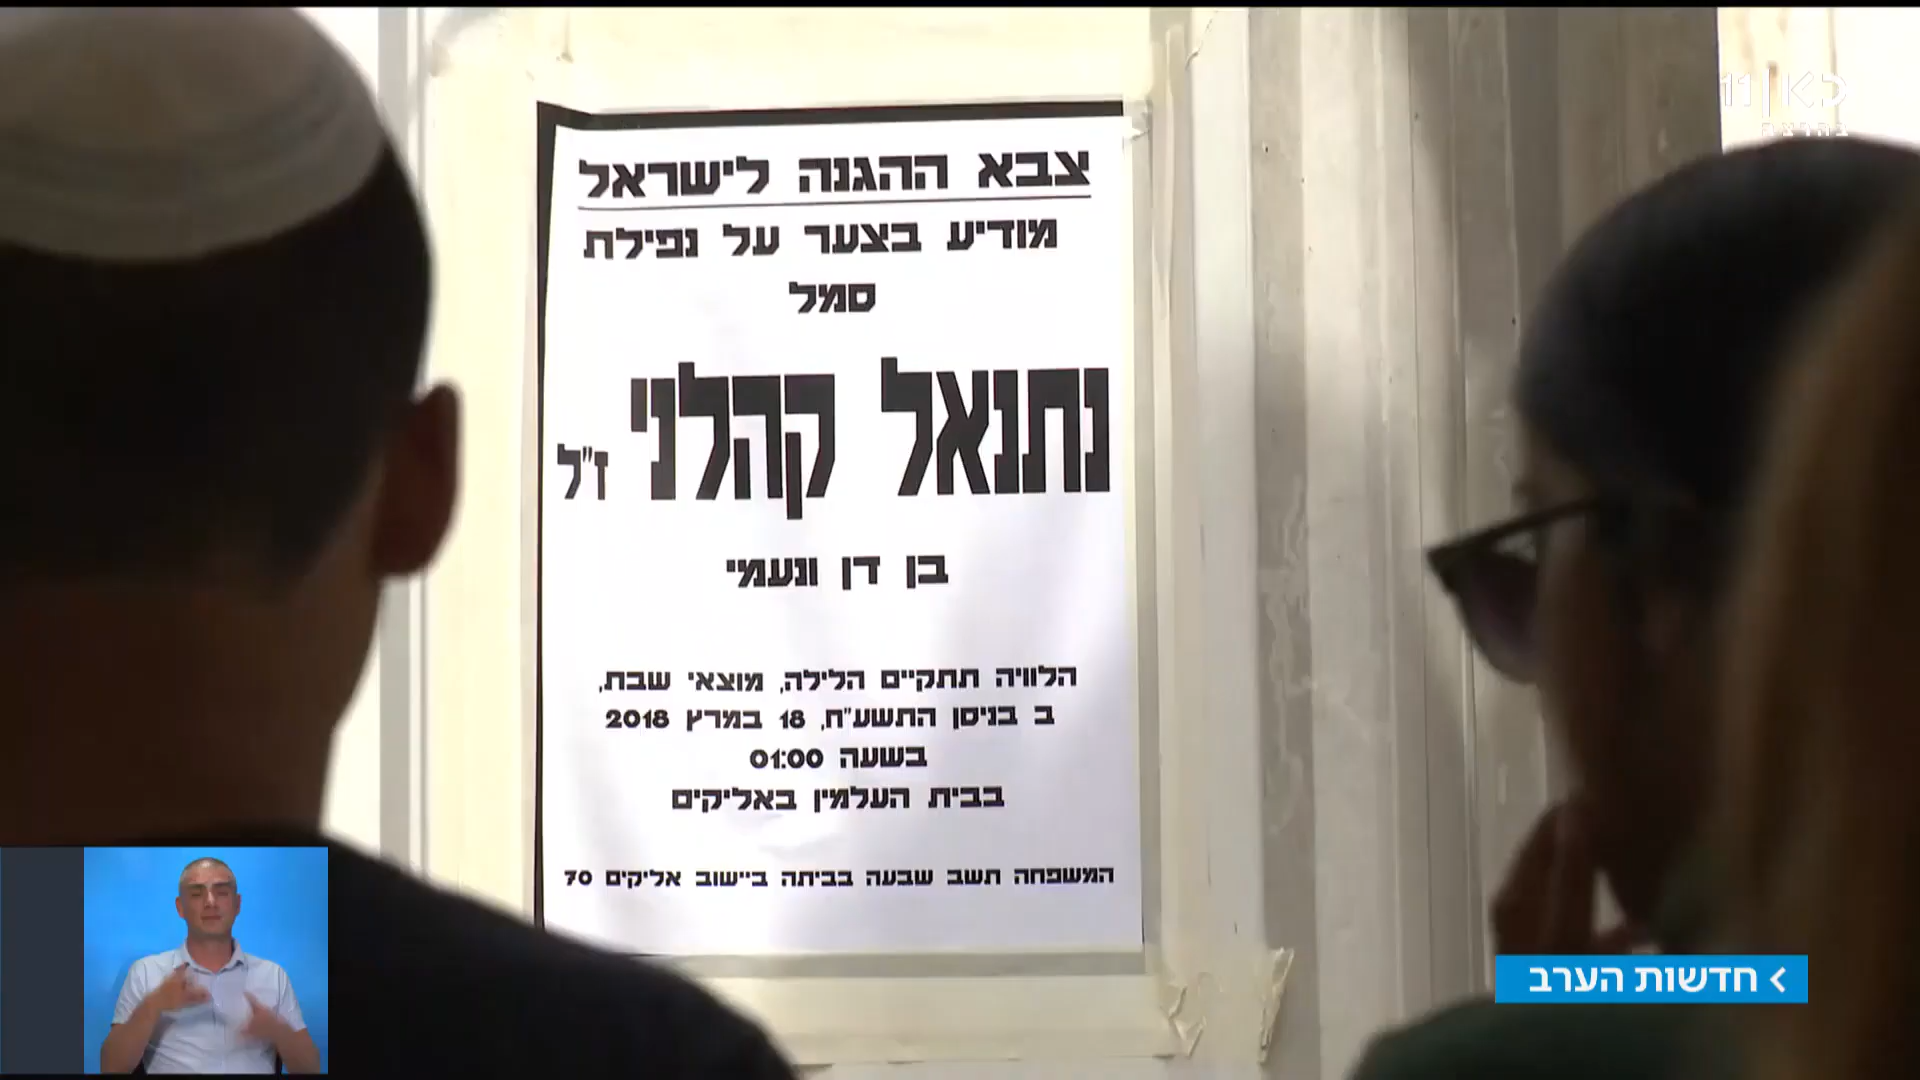 צבא ההגנה לישראל
מודיע בצער על נפילת
סמל
נתנאל קהלני ז"ל
בן דן ונעמי
הלוויה תתקיים הלילה, מוצאי שבת,
ב בניסן התשע"ח, 18 במרץ 2018
בשעה 01:00
בבית העלמין באליקים
המשפחה תשב שבעה בביתה ביישוב אליקים 70
כאן 11
חדשות הערב